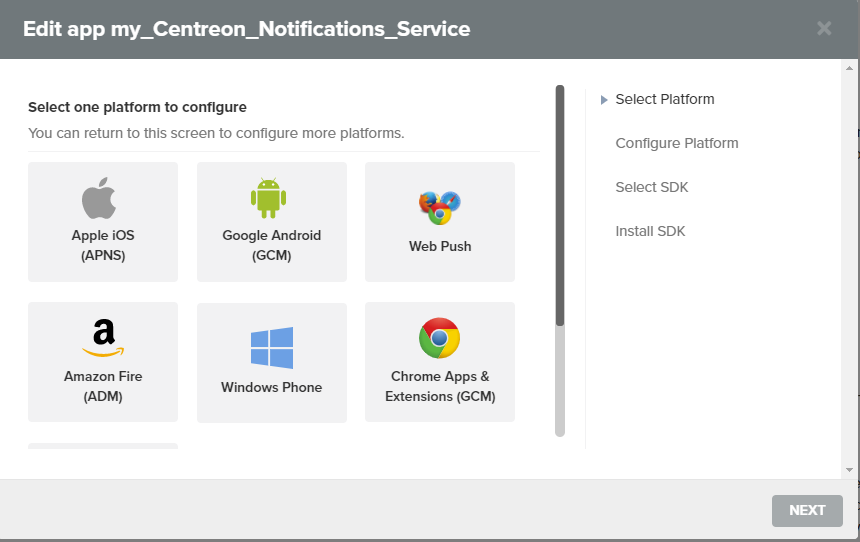 Edit app my_Centreon_Notifications_Service
Select one platform to configure
You can return to this screen to configure more platforms.
Apple iOS
(APNS)
Google Android
(GCM)
Web Push
Amazon Fire
(ADM)
Windows Phone
Chrome Apps &
Extensions (GCM)
Select Platform
Configure Platform
Select SDK
Install SDK
NEXT